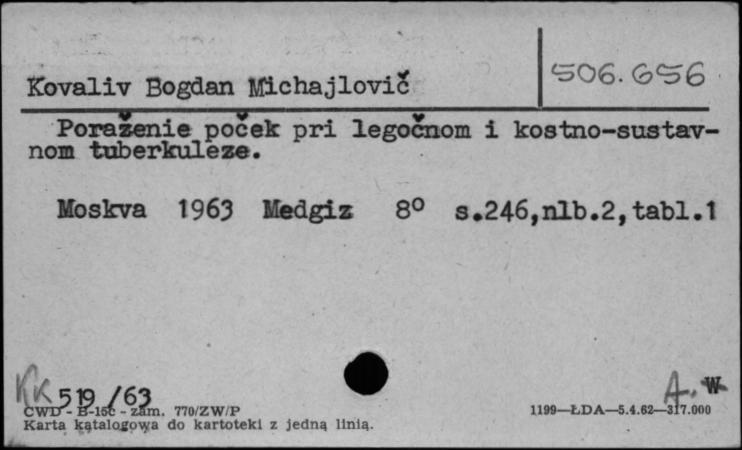 506.656
Kovaliv Bogdan Michajlovič
Poraženie poček pri legočnom i kostno-sustav-
nom tuberkuleze.
Moskva 1963 Medgiz 8° s.246,nlb.2,tabl.1
KK 519/63
A. W
CWD - B-15c - zam. 770/ZW/P
1199—ŁDA—5.4.62—317.000
Karta katalogowa do kartoteki z jedną linią.